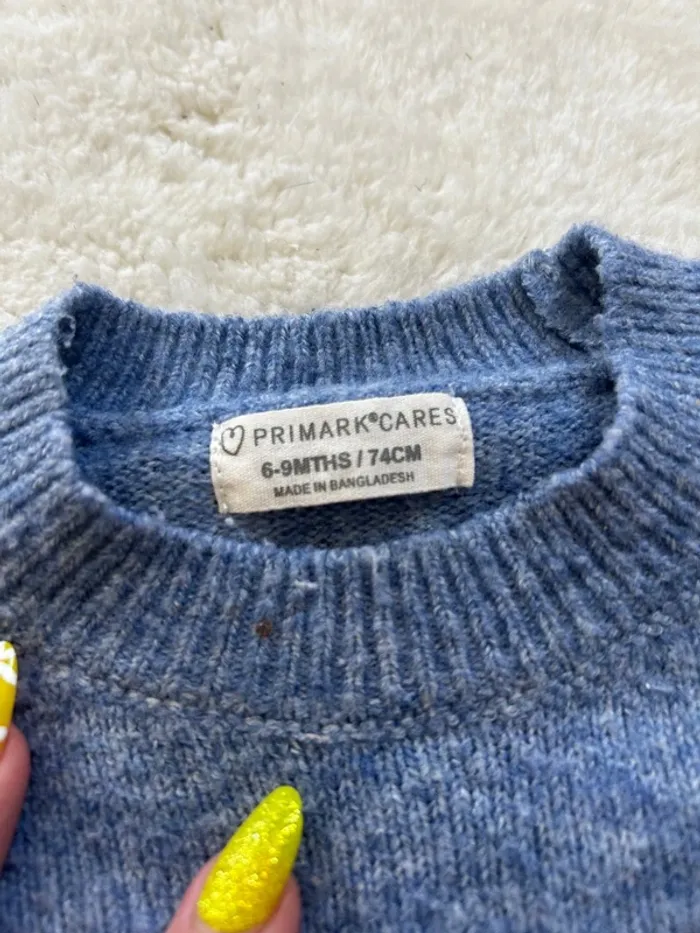 PRIMARK®CARES
6-9MTHS / 74CM
MADE IN BANGLADESH